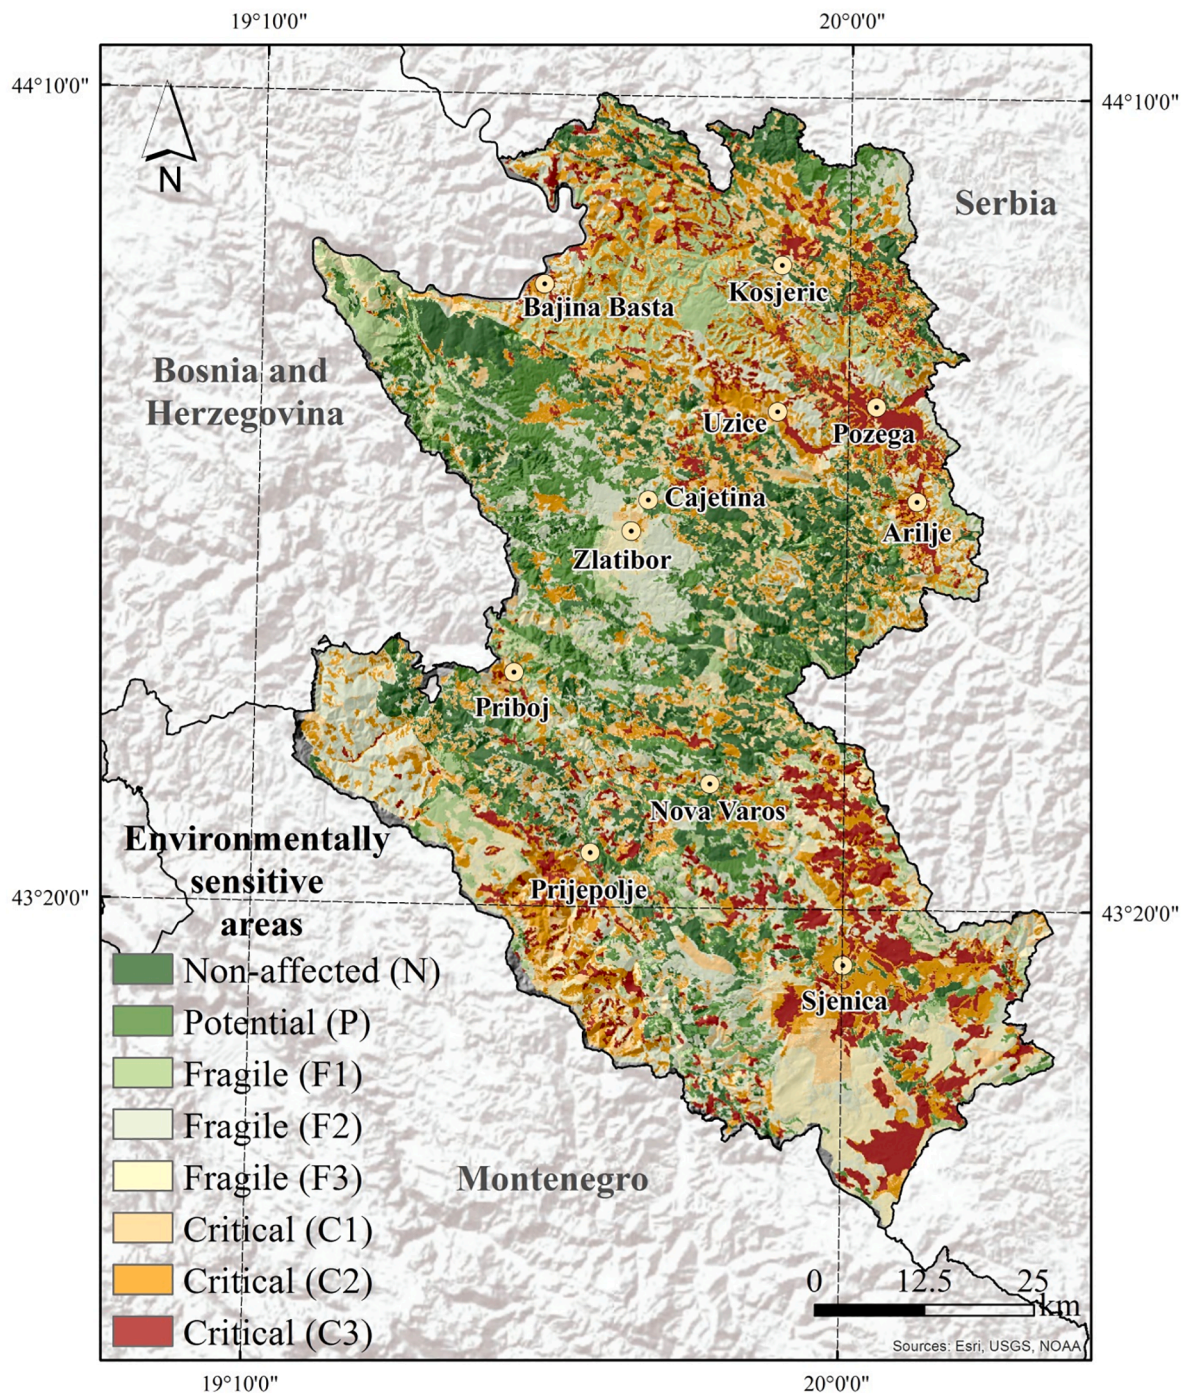 19°10'0"
20°0'0"
44°10'0"
44°10'0"
N
Serbia
Kosjeric
Bajina Basta
Bosnia and
Herzegovina
Uzice
Pozega
Cajetina
Arilje
Zlatibor
Priboj
Nova Varos
Environmentally
sensitive
areas
Prijepolje
43°20'0"
43°20'0"
Non-affected (N)
Sjenica
Potential (P)
Fragile (F1)
Fragile (F2)
Fragile (F3)
Montenegro
Critical (C1)
Critical (C2)
Critical (C3)
0 12.5 25
km
Sources: Esri, USGS, NOAA
19°10'0"
20°0'0"